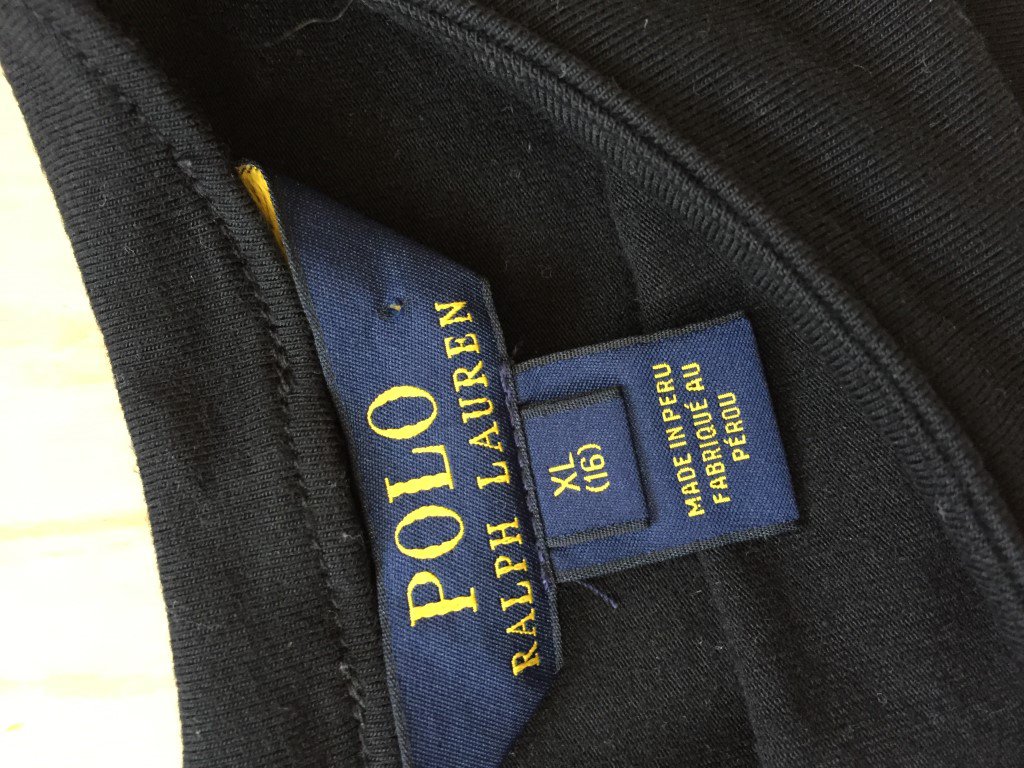 POLO
RALPH LAUREN
XL
(16)
MADE IN PERU
FABRIQUÉ AU
PÉROU